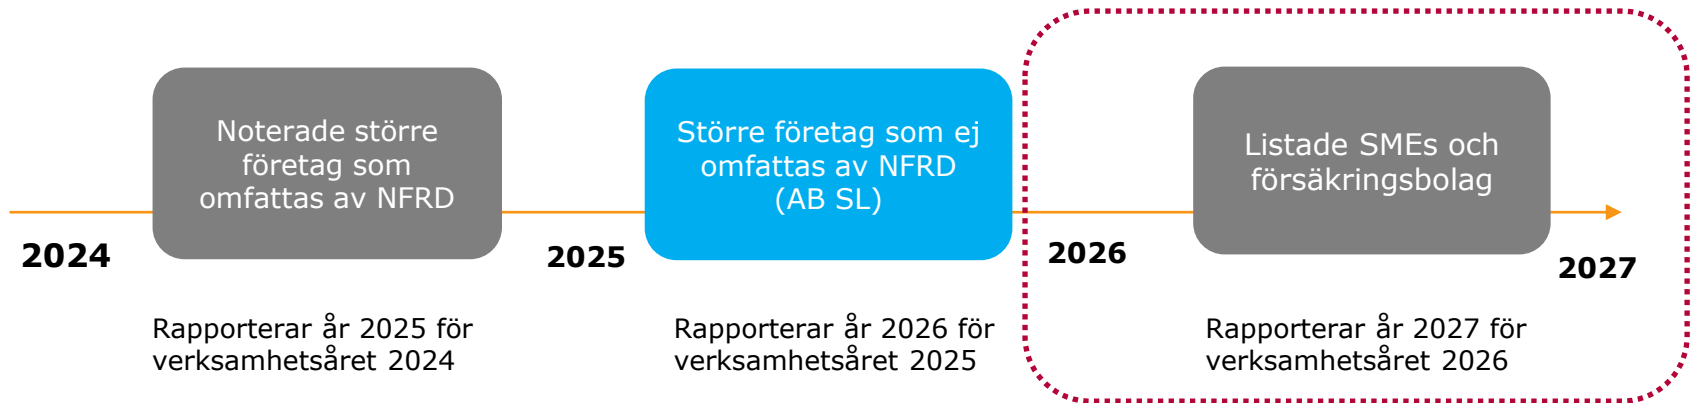 Noterade större
företag som
omfattas av NFRD
Större företag som ej
omfattas av NFRD
(AB SL)
Listade SMEs och
försäkringsbolag
2024
2025
2026
2027
Rapporterar år 2025 för
verksamhetsåret 2024
Rapporterar år 2026 för
verksamhetsåret 2025
Rapporterar år 2027 för
verksamhetsåret 2026